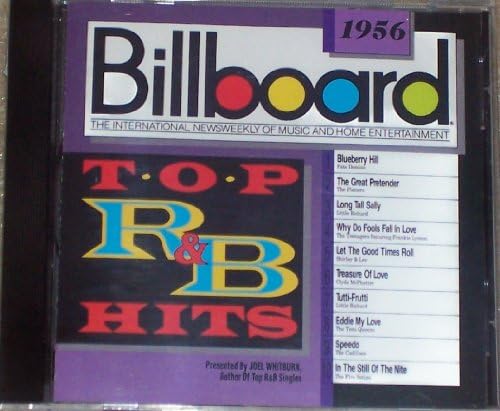 1956
Billboard®
THE INTERNATIONAL NEWSWEEKLY OF MUSIC AND HOME ENTERTAINMENT
T·O·P
R&B
HITS
Presented By JOEL WHITBURN,
Author Of Top R&B Singles
Blueberry Hill
Fats Domino
The Great Pretender
The Platters
Long Tall Sally
Little Richard
Why Do Fools Fall In Love
The Teenagers featuring Frankie Lymon
Let The Good Times Roll
Shirley & Lee
Treasure Of Love
Clyde McPhatter
Tutti-Frutti
Little Richard
Eddie My Love
The Teen Queens
Speedo
The Cadillacs
In The Still Of The Nite
The Five Satins